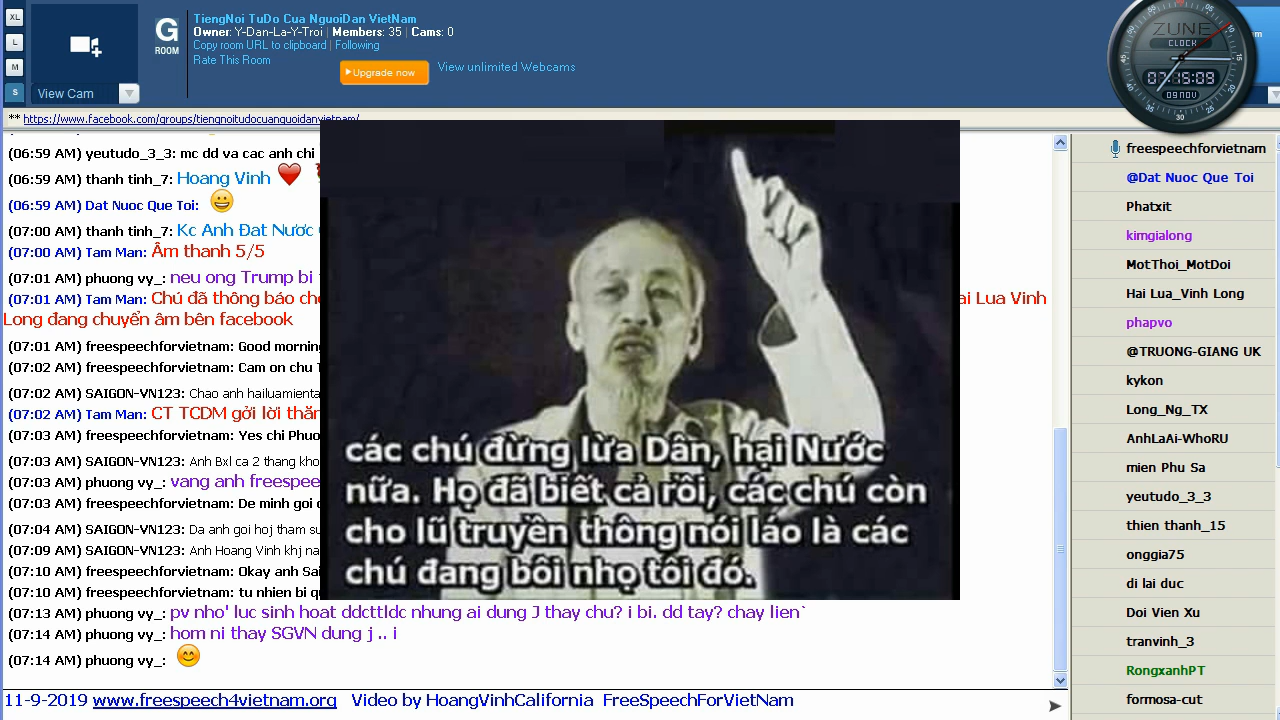 XL
L
M
S
View Cam
G
ROOM
TiengNoi TuDo Cua NguoiDan VietNam
Owner: Y-Dan-La-Y-Troi | Members: 35 | Cams: 0
Copy room URL to clipboard | Following
Rate This Room
Upgrade now
View unlimited Webcams
ZUNE
CLOCK
07:15:09
09 NOV
** https://www.facebook.com/groups/tiengnoitudocuanguoidanvietnam/
(06:59 AM) yeutudo_3_3: mc dd va cac anh chi
(06:59 AM) thanh tinh_7: Hoang Vinh
(06:59 AM) Dat Nuoc Que Toi:
(07:00 AM) thanh tinh_7: Kc Anh Đat Nươc
(07:00 AM) Tam Man: Âm thanh 5/5
(07:01 AM) phuong vy_: neu ong Trump bi
(07:01 AM) Tam Man: Chú đã thông báo ai Lua Vinh
Long đang chuyển âm bên facebook
(07:01 AM) freespeechforvietnam: Good morning
(07:02 AM) freespeechforvietnam: Cam on chu
(07:02 AM) SAIGON-VN123: Chao anh hailuamienta
(07:02 AM) Tam Man: CT TCDM gởi lời
(07:03 AM) freespeechforvietnam: Yes chi Phuo
(07:03 AM) SAIGON-VN123: Anh Bxl ca 2 thang kho
(07:03 AM) phuong vy_: vang anh freespee
(07:03 AM) freespeechforvietnam: De minh goi
(07:04 AM) SAIGON-VN123: Da anh goi hoj tham su
(07:09 AM) SAIGON-VN123: Anh Hoang Vinh khj na
(07:10 AM) freespeechforvietnam: Okay anh Sai
(07:10 AM) freespeechforvietnam: tu nhien bi
(07:13 AM) phuong vy_: pv nho' luc sinh hoat ddcttldc nhung ai dung J thay chu? i bi. dd tay? chay lien`
(07:14 AM) phuong vy_: hom ni thay SGVN dung j .. i
(07:14 AM) phuong vy_:
các chú đừng lừa Dân, hại Nước
nữa. Họ đã biết cả rồi, các chú còn
cho lũ truyền thông nói láo là các
chú đang bôi nhọ tôi đó.
freespeechforvietnam
@Dat Nuoc Que Toi
Phatxit
kimgialong
MotThoi_MotDoi
Hai Lua_Vinh Long
phapvo
@TRUONG-GIANG UK
kykon
Long_Ng_TX
AnhLaAi-WhoRU
mien Phu Sa
yeutudo_3_3
thien thanh_15
onggia75
di lai duc
Doi Vien Xu
tranvinh_3
RongxanhPT
formosa-cut
11-9-2019 www.freespeech4vietnam.org Video by HoangVinhCalifornia FreeSpeechForVietNam